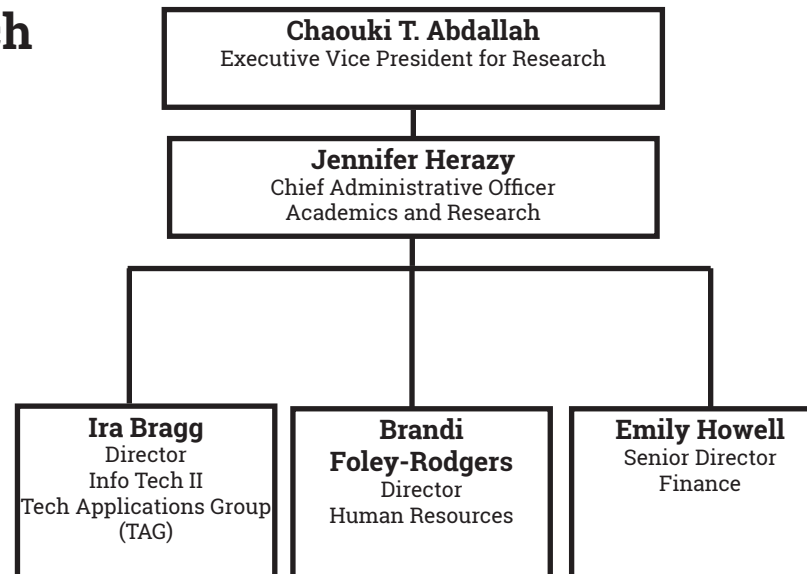 ch
Chaouki T. Abdallah
Executive Vice President for Research
Jennifer Herazy
Chief Administrative Officer
Academics and Research
Ira Bragg
Director
Info Tech II
Tech Applications Group
(TAG)
Brandi
Foley-Rodgers
Director
Human Resources
Emily Howell
Senior Director
Finance